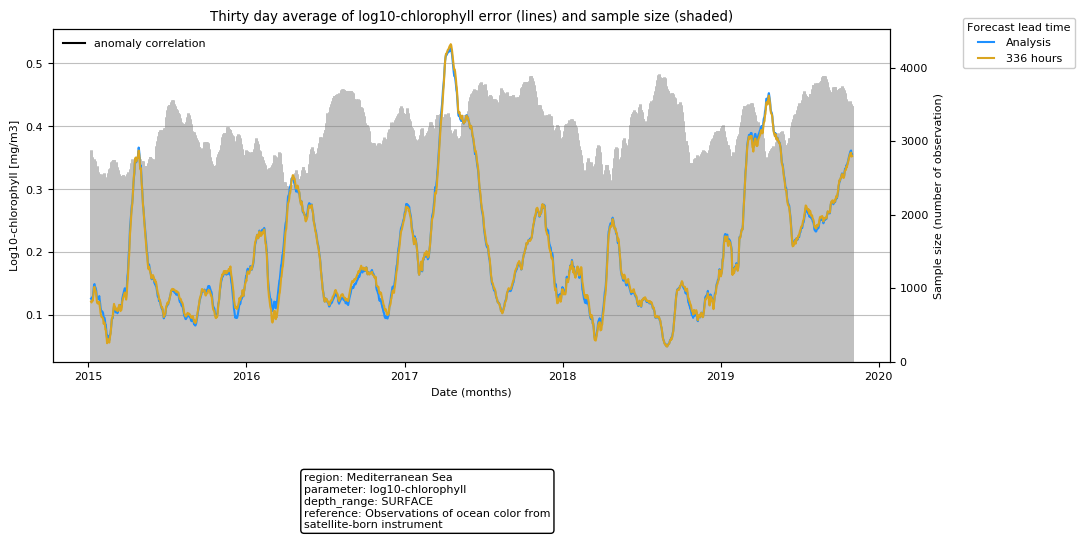 Thirty day average of log10-chlorophyll error (lines) and sample size (shaded)
anomaly correlation
Forecast lead time
Analysis
336 hours
Log10-chlorophyll [mg/m3]
0.5
0.4
0.3
0.2
0.1
4000
3000
2000
1000
0
Sample size (number of observation)
2015 2016 2017 2018 2019 2020
Date (months)
region: Mediterranean Sea
parameter: log10-chlorophyll
depth_range: SURFACE
reference: Observations of ocean color from
satellite-born instrument